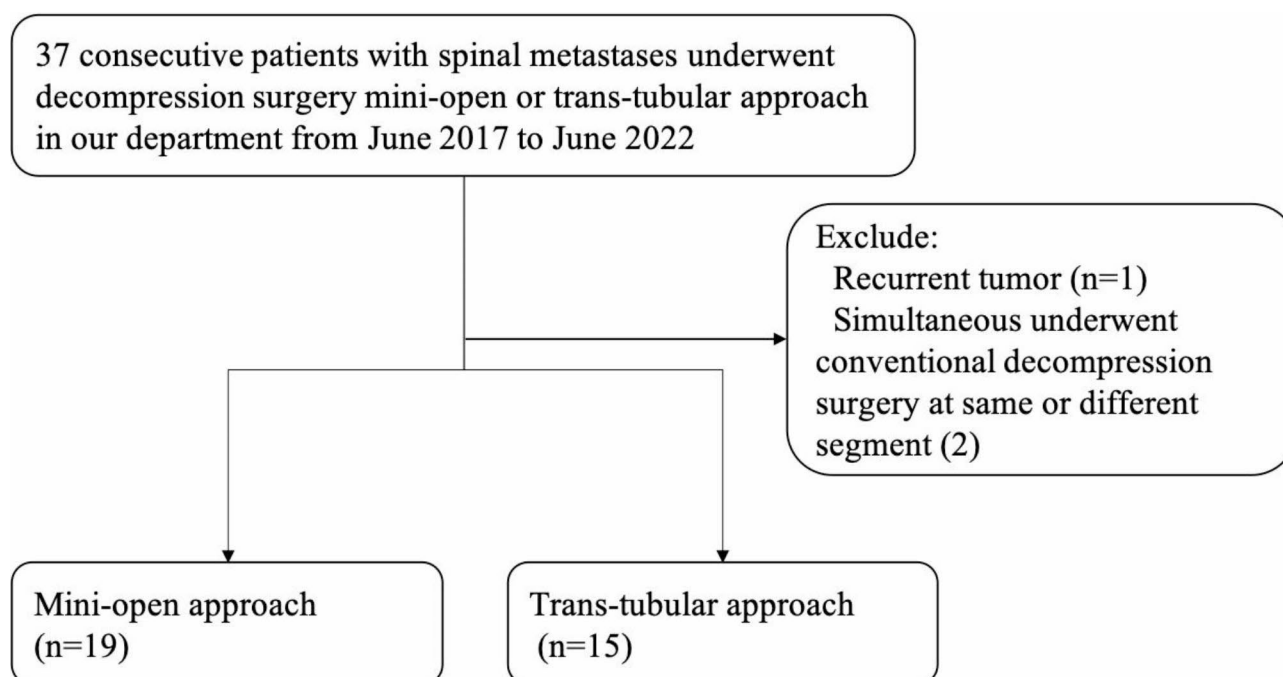 37 consecutive patients with spinal metastases underwent
decompression surgery mini-open or trans-tubular approach
in our department from June 2017 to June 2022
Exclude:
Recurrent tumor (n=1)
Simultaneous underwent
conventional decompression
surgery at same or different
segment (2)
Mini-open approach
(n=19)
Trans-tubular approach
(n=15)